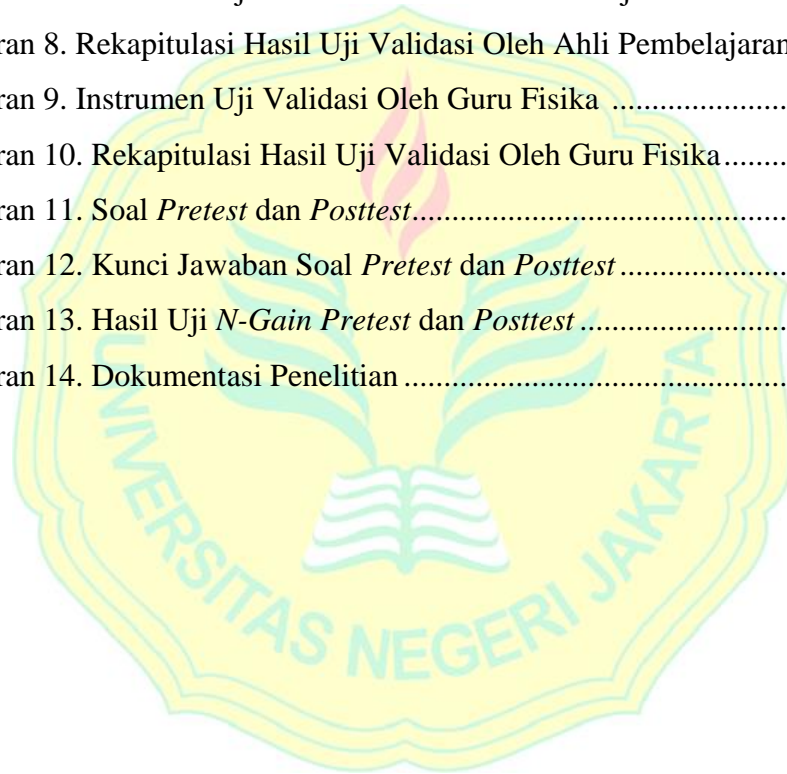 ran 8. Rekapitulasi Hasil Uji Validasi Oleh Ahli Pembelajaran
ran 9. Instrumen Uji Validasi Oleh Guru Fisika ......................
ran 10. Rekapitulasi Hasil Uji Validasi Oleh Guru Fisika........
ran 11. Soal Pretest dan Posttest...............................................
ran 12. Kunci Jawaban Soal Pretest dan Posttest.....................
ran 13. Hasil Uji N-Gain Pretest dan Posttest..........................
ran 14. Dokumentasi Penelitian................................................
UNIVERSITAS NEGERI JAKARTA